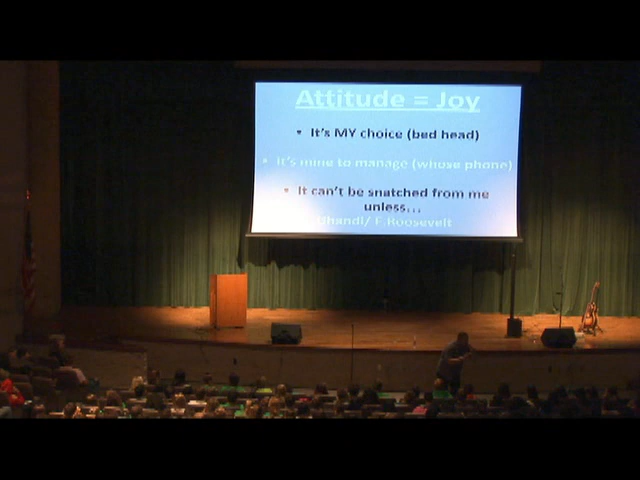 Attitude = Joy
• It's MY choice (bed head)
• It's mine to manage (whose phone)
• It can't be snatched from me
unless...
Ghandi/ F.Roosevelt